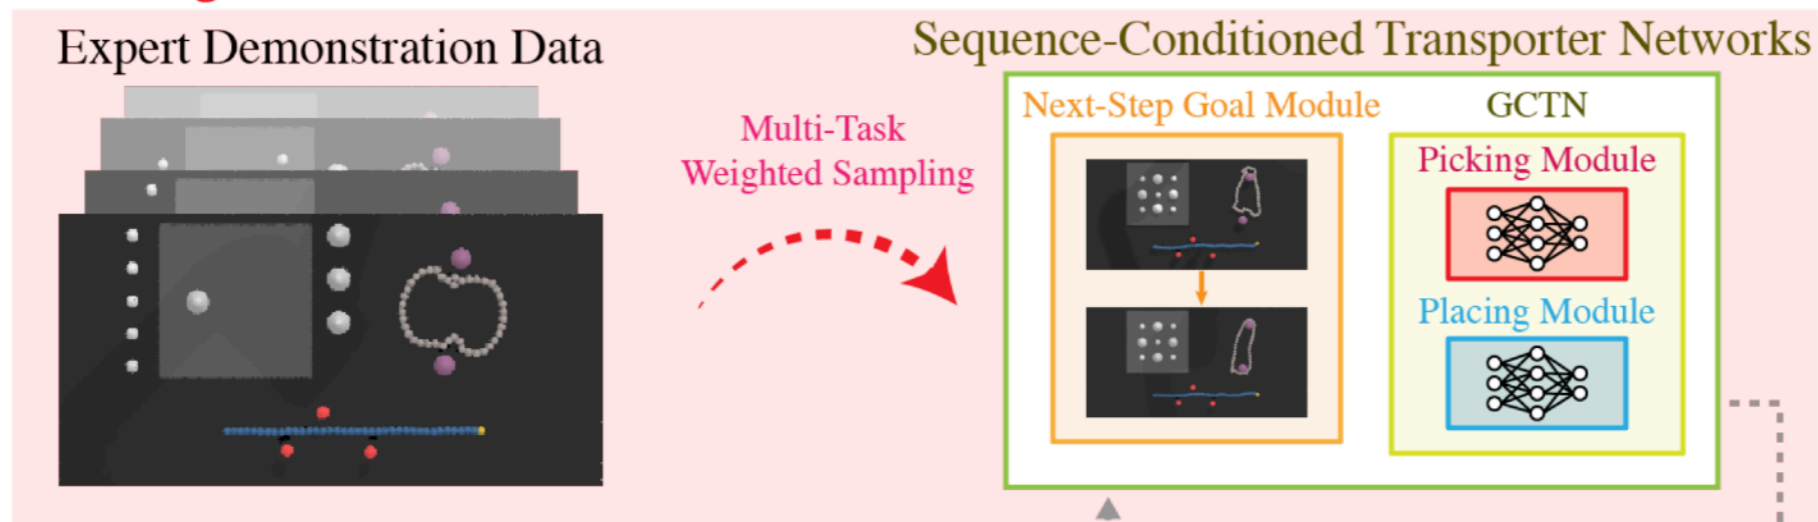 Expert Demonstration Data
Multi-Task
Weighted Sampling
Sequence-Conditioned Transporter Networks
Next-Step Goal Module
GCTN
Picking Module
Placing Module